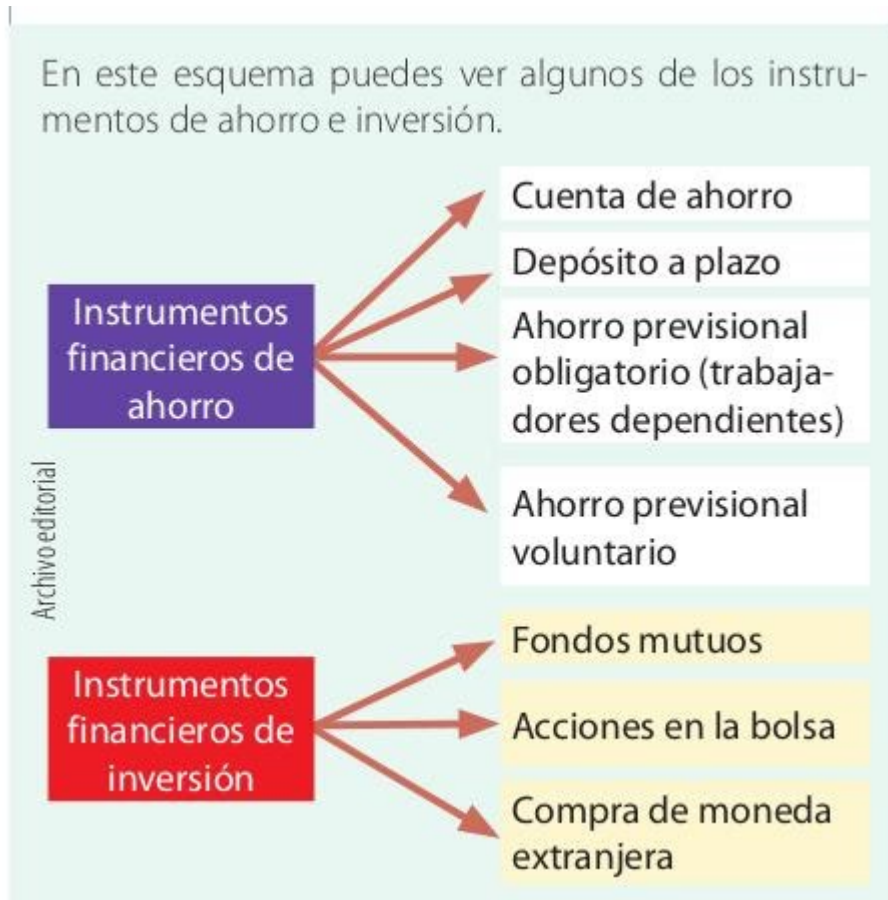 En este esquema puedes ver algunos de los instru-
mentos de ahorro e inversión.
Instrumentos
financieros de
ahorro
Cuenta de ahorro
Depósito a plazo
Ahorro previsional
obligatorio (trabaja-
dores dependientes)
Ahorro previsional
voluntario
Archivo editorial
Instrumentos
financieros de
inversión
Fondos mutuos
Acciones en la bolsa
Compra de moneda
extranjera